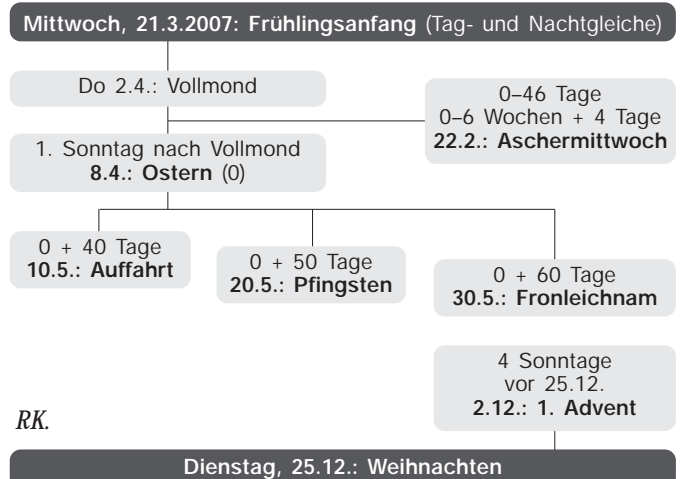 Mittwoch, 21.3.2007: Frühlingsanfang (Tag- und Nachtgleiche)
Do 2.4.: Vollmond
0–46 Tage
0–6 Wochen + 4 Tage
22.2.: Aschermittwoch
1. Sonntag nach Vollmond
8.4.: Ostern (0)
0 + 40 Tage
10.5.: Auffahrt
0 + 50 Tage
20.5.: Pfingsten
0 + 60 Tage
30.5.: Fronleichnam
4 Sonntage
vor 25.12.
2.12.: 1. Advent
RK.
Dienstag, 25.12.: Weihnachten